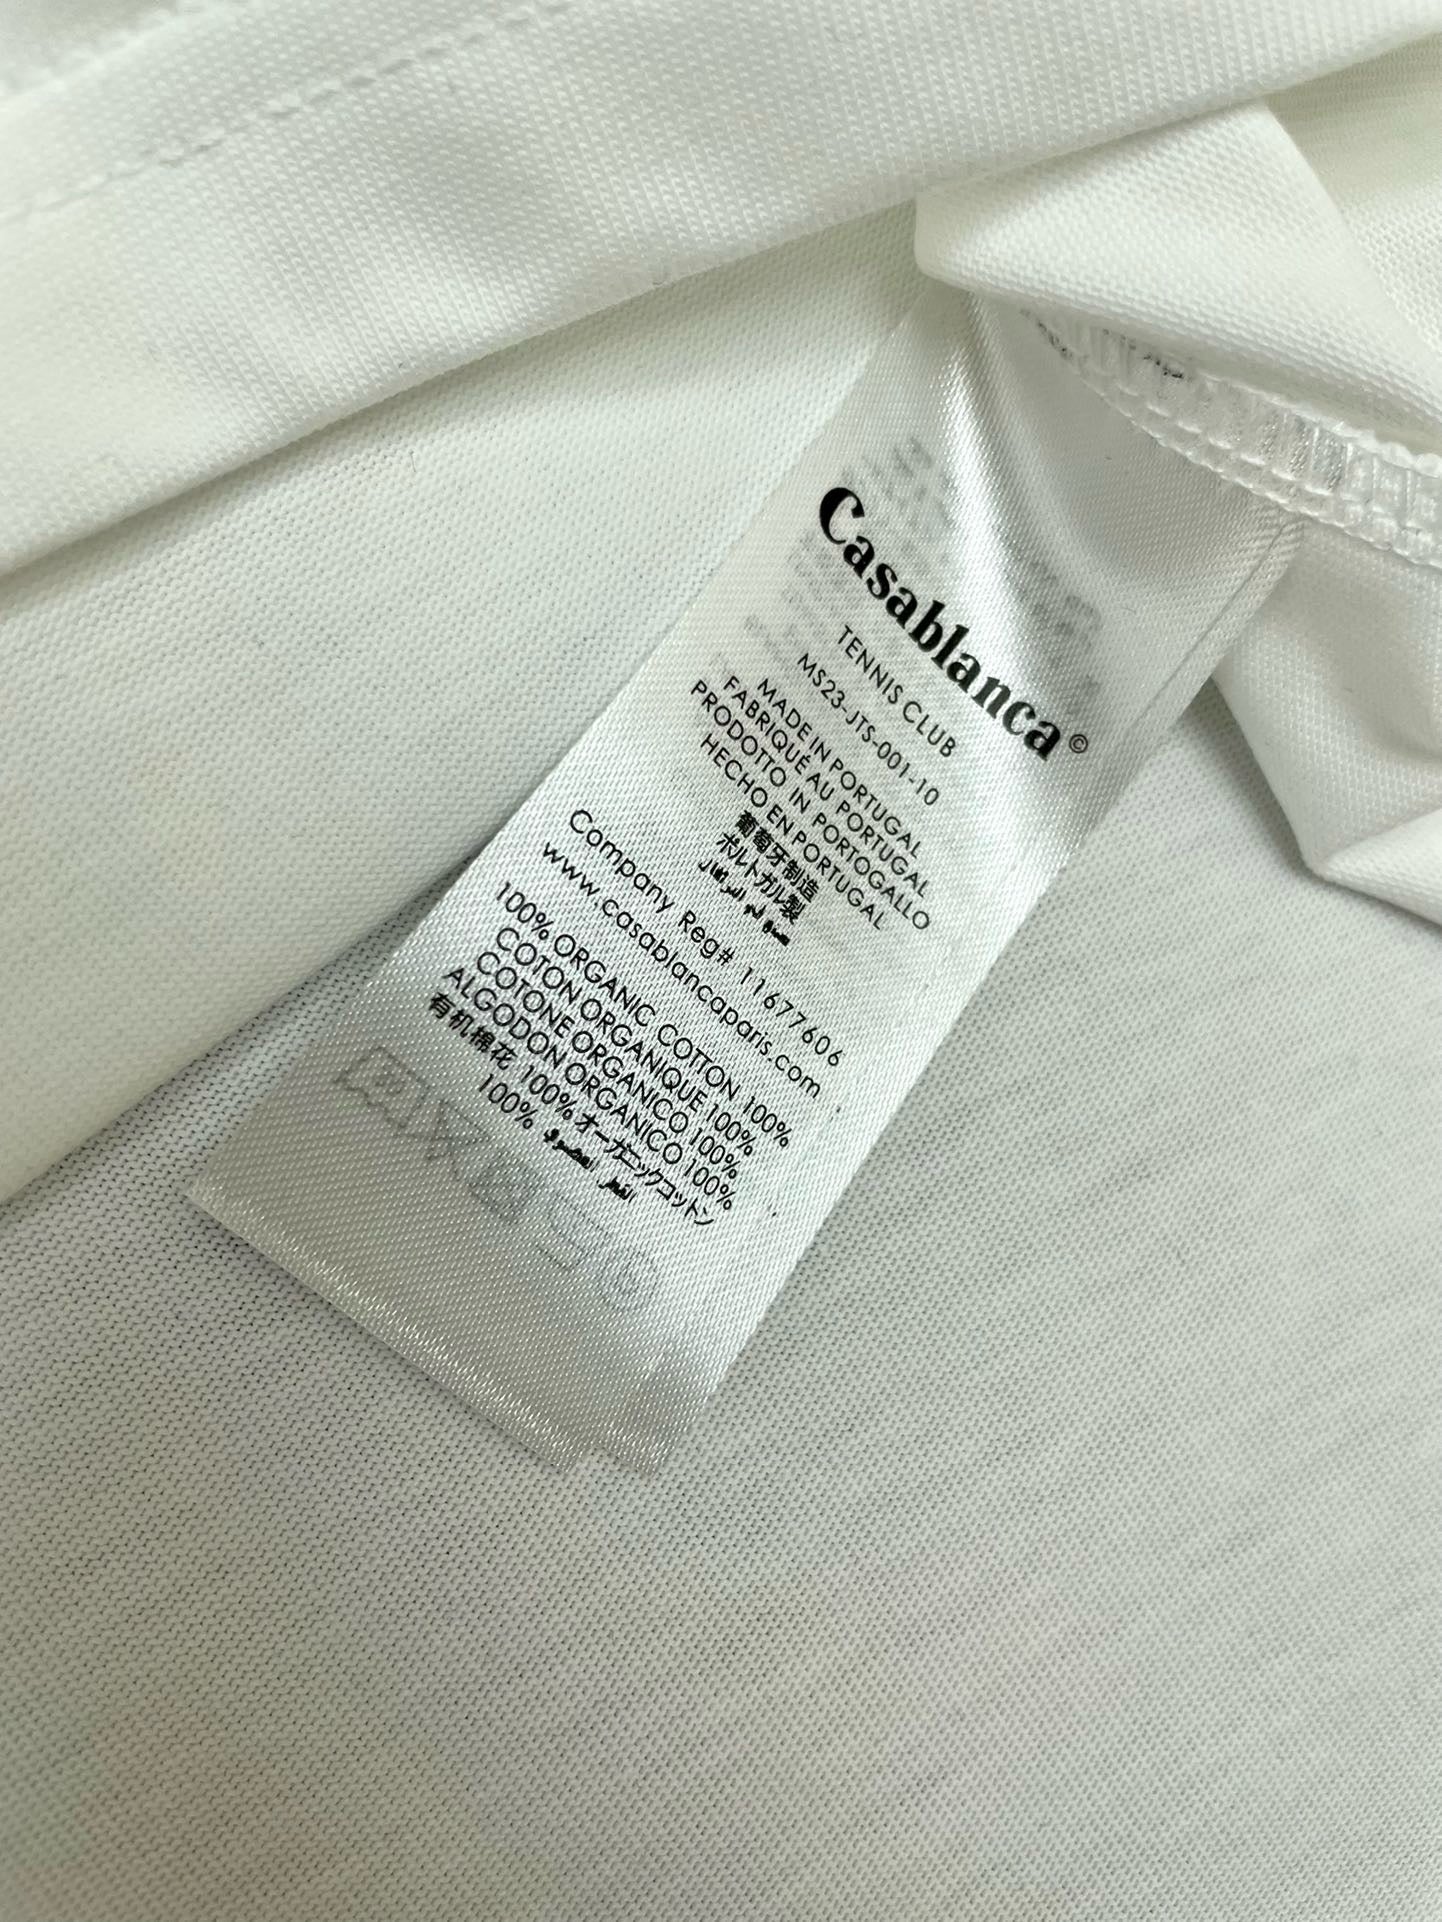 Casablanca©
TENNIS CLUB
MS23-JTS-001-10
MADE IN PORTUGAL
FABRIQUÉ AU PORTUGAL
PRODOTTO IN PORTOGALLO
HECHO EN PORTUGAL
葡萄牙制造
ポルトガル製
Company Reg# 11677606
www.casablancaparis.com
100% ORGANIC COTTON 100%
COTON ORGANIQUE 100%
COTONE ORGANICO 100%
ALGODON ORGANICO 100%
有机棉花 100% オーガニックコットン
100%